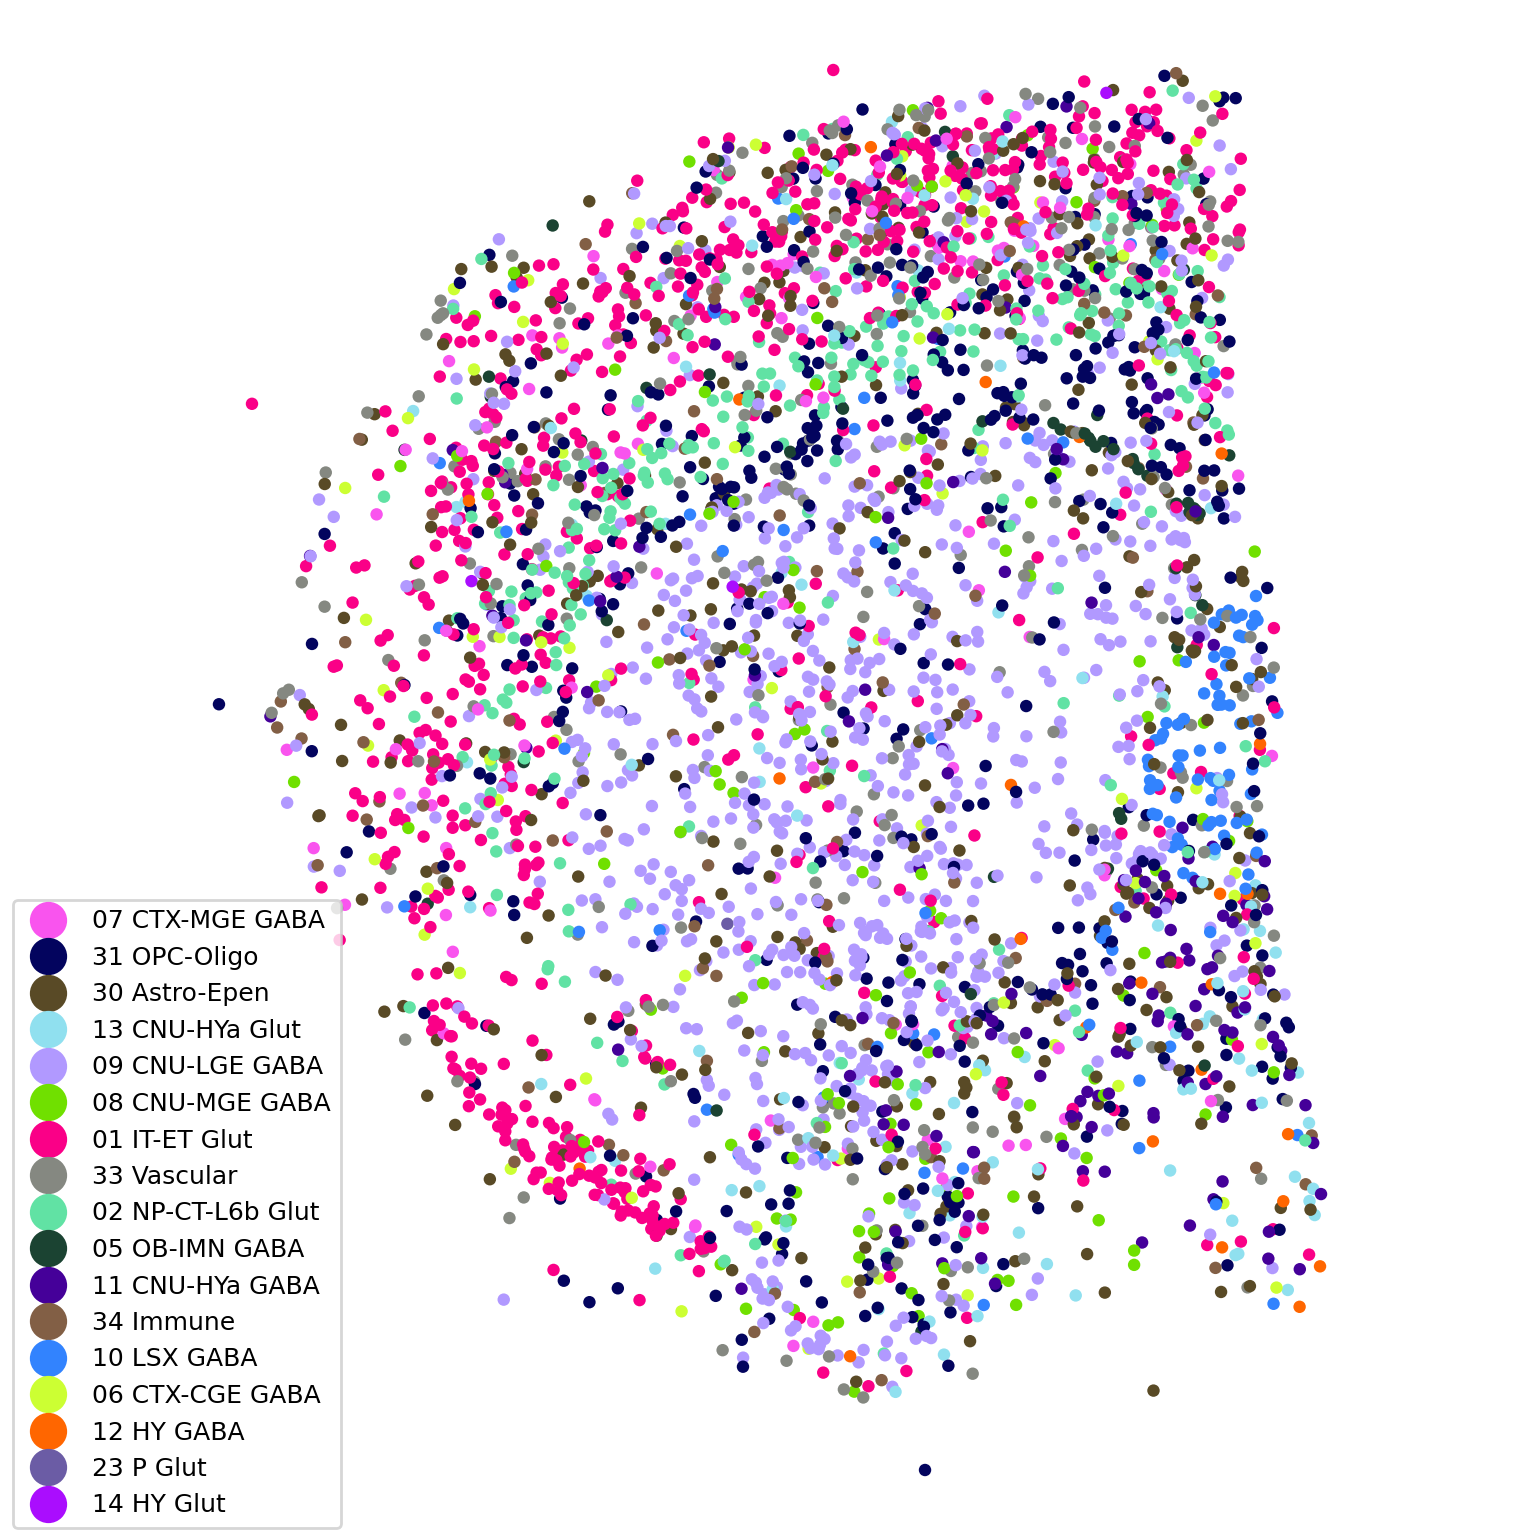 07 CTX-MGE GABA
31 OPC-Oligo
30 Astro-Epen
13 CNU-HYa Glut
09 CNU-LGE GABA
08 CNU-MGE GABA
01 IT-ET Glut
33 Vascular
02 NP-CT-L6b Glut
05 OB-IMN GABA
11 CNU-HYa GABA
34 Immune
10 LSX GABA
06 CTX-CGE GABA
12 HY GABA
23 P Glut
14 HY Glut